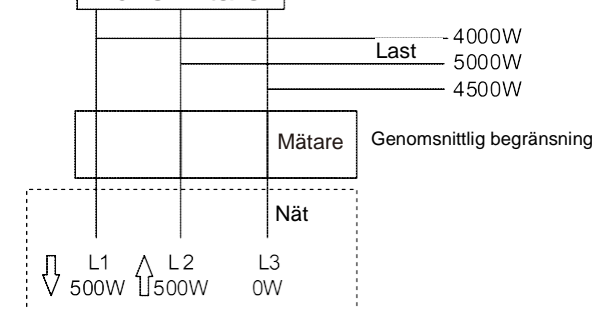 4000W
Last
5000W
4500W
Mätare
Genomsnittlig begränsning
Nät
L1 L2 L3
500W 500W 0W